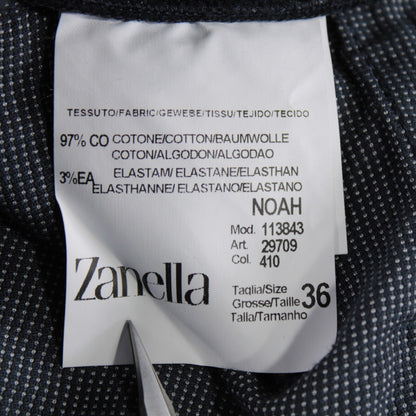 TESSUTO/FABRIC/GEWEBE/TISSU/TEJIDO/TECIDO
97% CO COTONE/COTTON/BAUMWOLLE
COTON/ALGODON/ALGODAO
3%EA ELASTAM/ELASTANE/ELASTHAN
ELASTHANNE/ELASTANO/ELASTANO
NOAH
Mod. 113843
Art. 29709
Col. 410
Zanella
Taglia/Size
Grosse/Taille 36
Talla/Tamanho